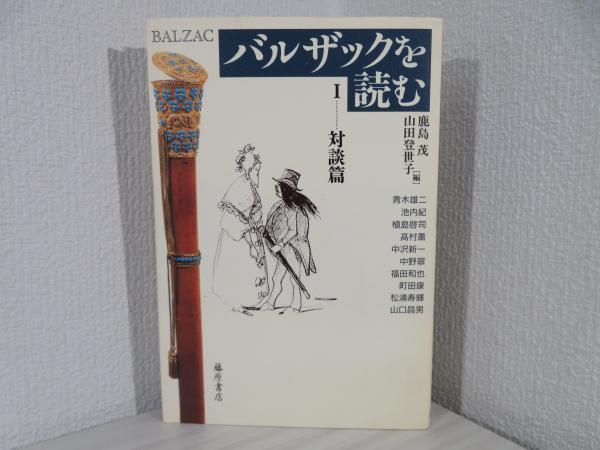 BALZAC
バルザックを
読む
I………対談篇
鹿島 茂
山田登世子[編]
青木雄二
池内紀
植島啓司
高村薫
中沢新一
中野翠
福田和也
町田康
松浦寿輝
山口昌男
藤原書店